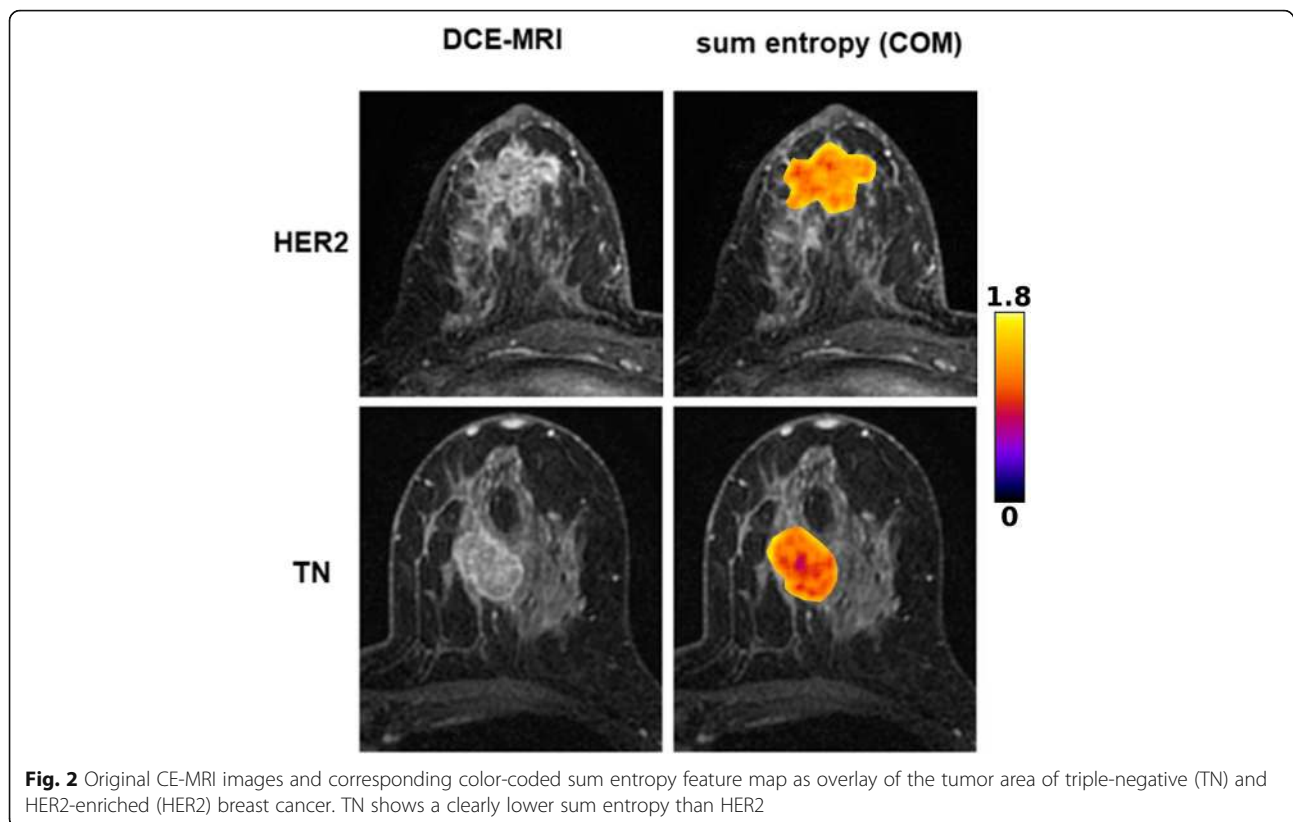 DCE-MRI
sum entropy (COM)
HER2
1.8
0
TN
Fig. 2 Original CE-MRI images and corresponding color-coded sum entropy feature map as overlay of the tumor area of triple-negative (TN) and
HER2-enriched (HER2) breast cancer. TN shows a clearly lower sum entropy than HER2